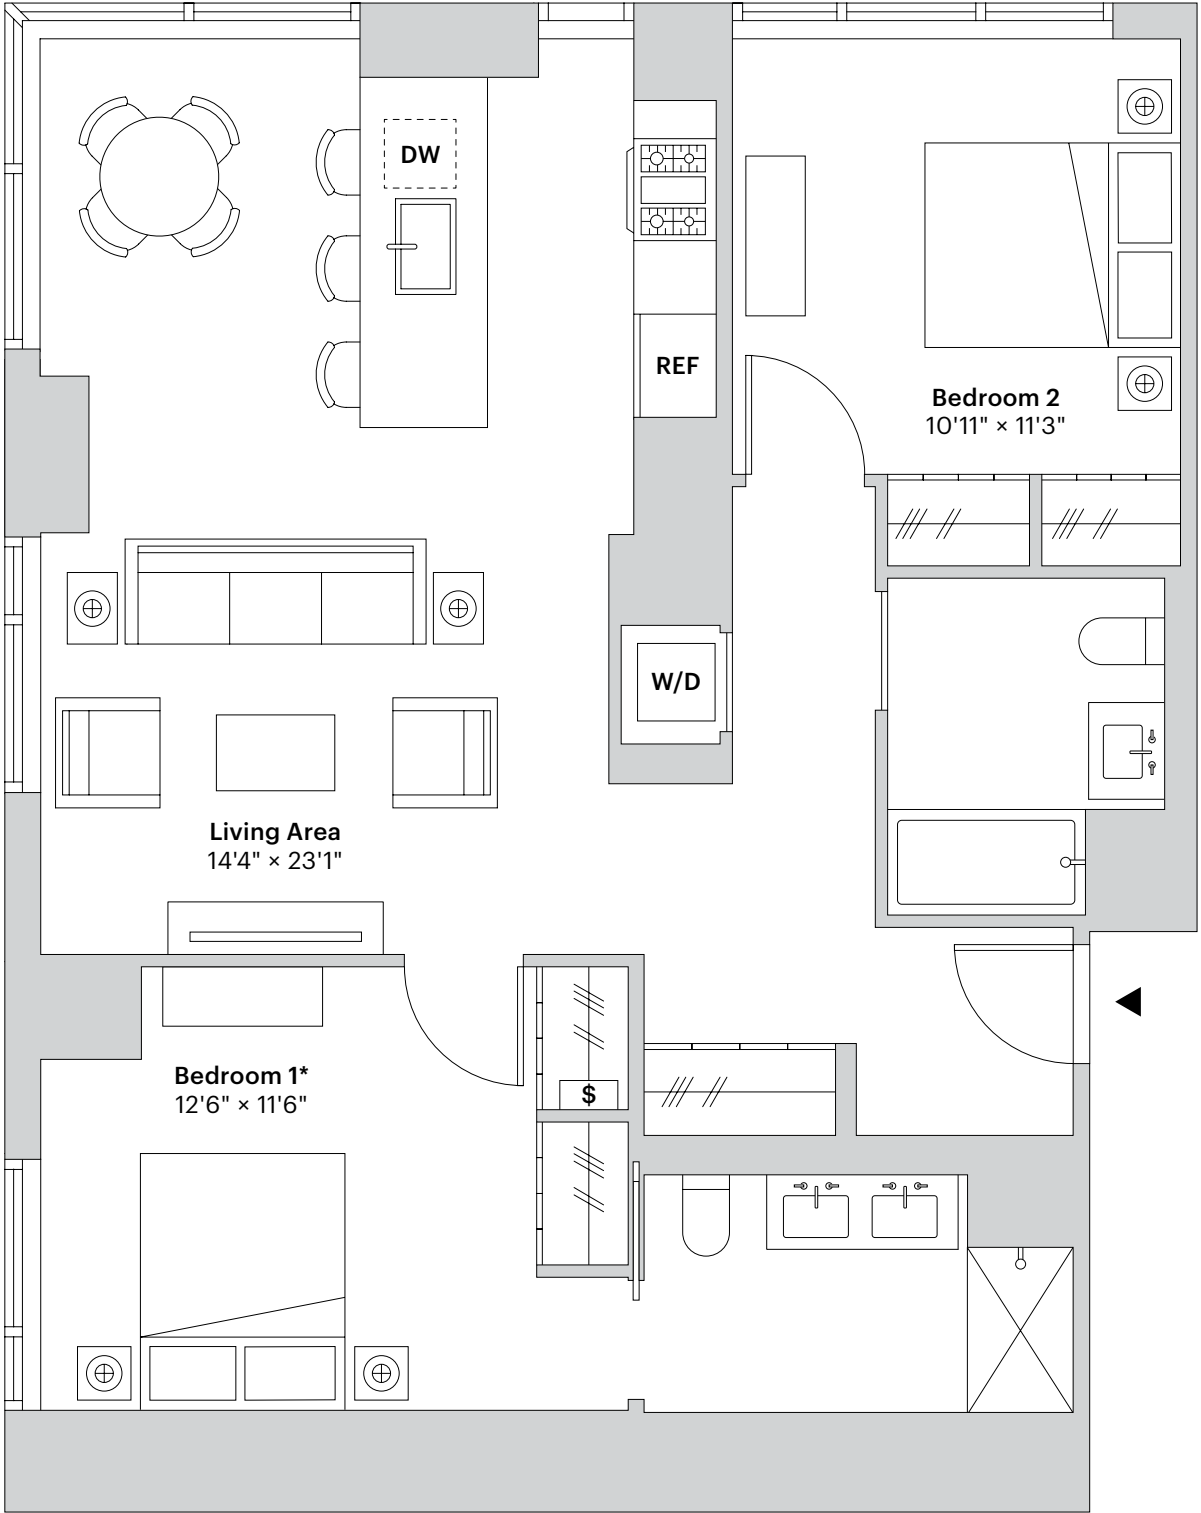 DW
REF
Bedroom 2
10'11" × 11'3"
W/D
Living Area
14'4" × 23'1"
Bedroom 1*
12'6" × 11'6"
$